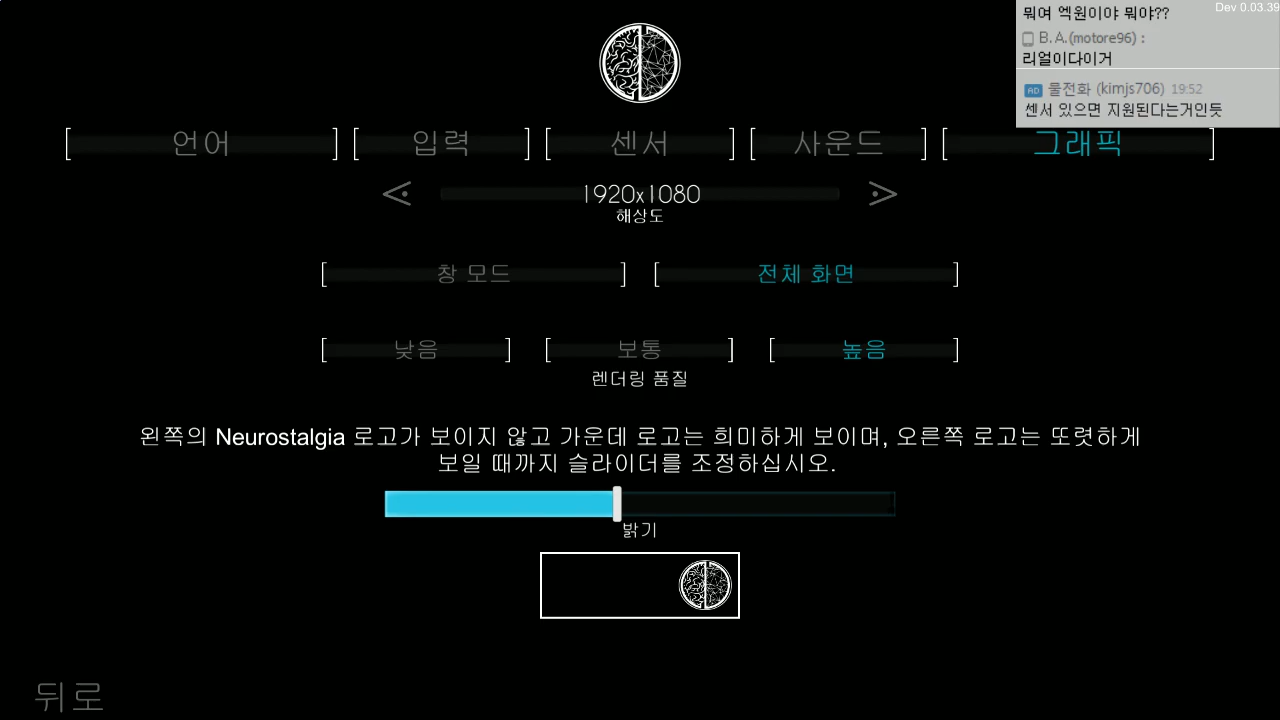 Dev 0.03.39
뭐여 엑원이야 뭐야??
B.A.(motore96) :
리얼이다이거
AD 물전화 (kimjs706) 19:52
센서 있으면 지원된다는거인듯
[ 언어 ] [ 입력 ] [ 센서 ] [ 사운드 ] [ 그래픽 ]
1920x1080
해상도
[ 창 모드 ] [ 전체 화면 ]
[ 낮음 ] [ 보통 ] [ 높음 ]
렌더링 품질
왼쪽의 Neurostalgia 로고가 보이지 않고 가운데 로고는 희미하게 보이며, 오른쪽 로고는 또렷하게
보일 때까지 슬라이더를 조정하십시오.
밝기
뒤로